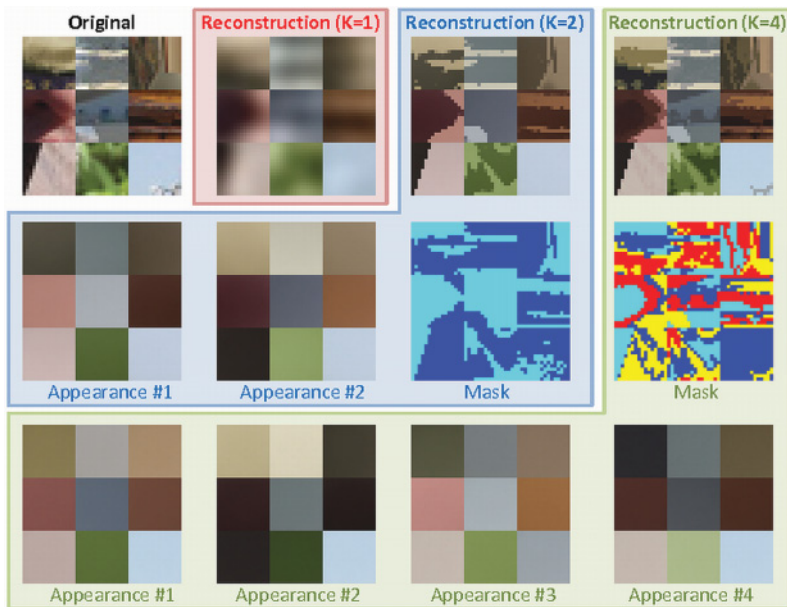 Original
Reconstruction (K=1)
Reconstruction (K=2)
Reconstruction (K=4)
Appearance #1
Appearance #2
Mask
Mask
Appearance #1
Appearance #2
Appearance #3
Appearance #4